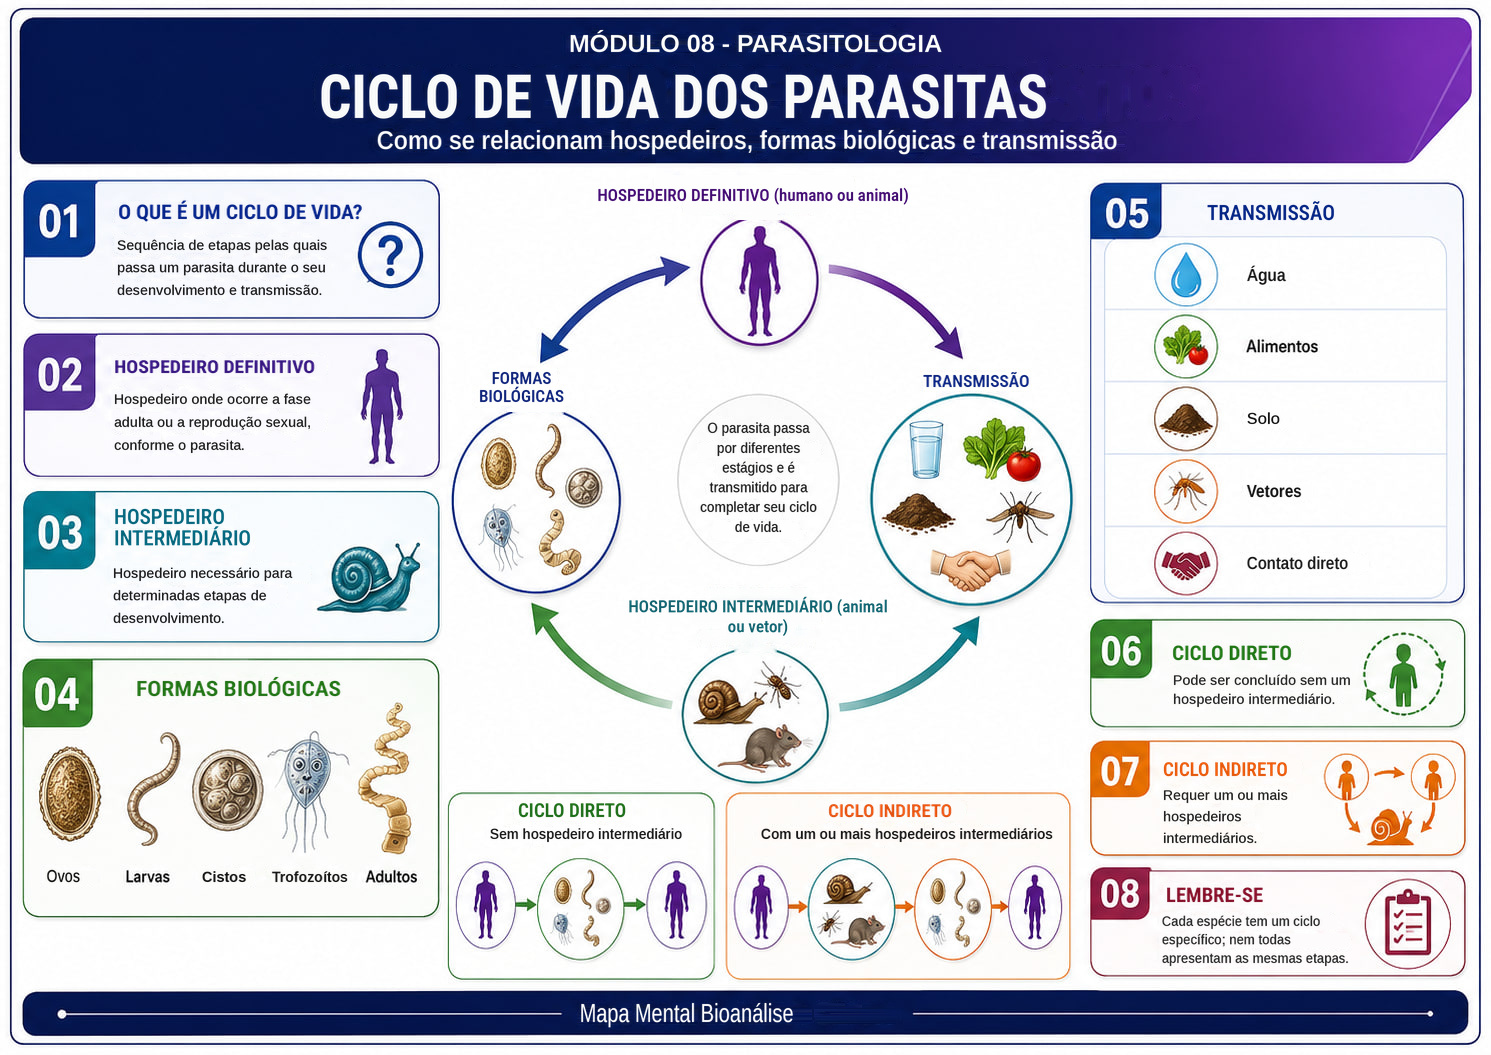 MÓDULO 08 - PARASITOLOGIA
CICLO DE VIDA DOS PARASITAS
Como se relacionam hospedeiros, formas biológicas e transmissão
01
O QUE É UM CICLO DE VIDA?
Sequência de etapas pelas quais
passa um parasita durante o seu
desenvolvimento e transmissão.
?
02
HOSPEDEIRO DEFINITIVO
Hospedeiro onde ocorre a fase
adulta ou a reprodução sexual,
conforme o parasita.
03
HOSPEDEIRO
INTERMEDIÁRIO
Hospedeiro necessário para
determinadas etapas de
desenvolvimento.
04
FORMAS BIOLÓGICAS
Ovos
Larvas
Cistos
Trofozoítos
Adultos
HOSPEDEIRO DEFINITIVO (humano ou animal)
FORMAS
BIOLÓGICAS
TRANSMISSÃO
O parasita passa
por diferentes
estágios e é
transmitido para
completar seu ciclo
de vida.
HOSPEDEIRO INTERMEDIÁRIO (animal
ou vetor)
CICLO DIRETO
Sem hospedeiro intermediário
CICLO INDIRETO
Com um ou mais hospedeiros intermediários
05
TRANSMISSÃO
Água
Alimentos
Solo
Vetores
Contato direto
06
CICLO DIRETO
Pode ser concluído sem um
hospedeiro intermediário.
07
CICLO INDIRETO
Requer um ou mais
hospedeiros
intermediários.
08
LEMBRE-SE
Cada espécie tem um ciclo
específico; nem todas
apresentam as mesmas etapas.
Mapa Mental Bioanálise